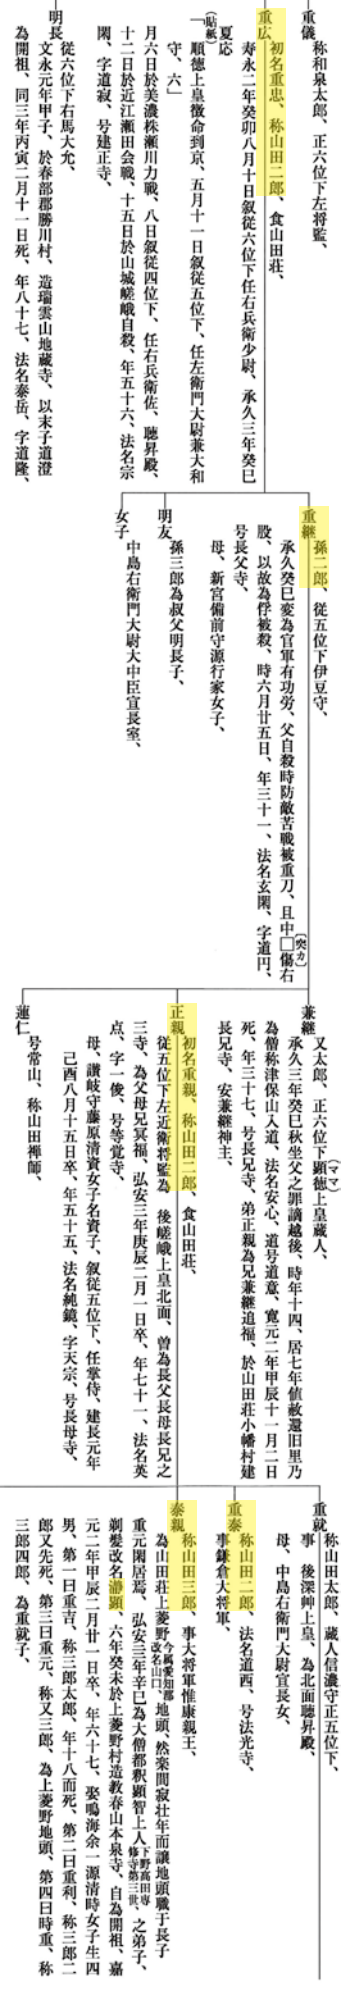 重儀
称和泉太郎、正六位下左将監、
重広
初名重忠、称山田二郎、食山田荘、
寿永二年癸卯八月十日叙従六位下任右兵衛少尉、承久三年癸巳
夏応
(貼紙)
「順徳上皇徴命到京、五月十一日叙従五位下、任左衛門大尉兼大和
守、六」
月六日於美濃株瀬川力戦、八日叙従四位下、任右兵衛佐、聴昇殿、
十二日於近江瀬田会戦、十五日於山城嵯峨自殺、年五十六、法名宗
閑、字道寂、号建正寺、
明長
従六位下右馬大允、
文永元年甲子、於春部郡勝川村、造瑞雲山地蔵寺、以末子道澄
為開祖、同三年丙寅二月十一日死、年八十七、法名泰岳、字道隆、
重継
孫二郎、従五位下伊豆守、
承久癸巳変為官軍有功労、父自殺時防敵苦戦被重刀、且中□傷右
(突カ)
股、以故為俘被殺、時六月廿五日、年三十一、法名玄閑、字道円、
号長父寺、
母、新宮備前守源行家女子、
明友
孫三郎為叔父明長子、
女子
中島右衛門大尉大中臣宣長室、
兼継
又太郎、正六位下顕徳上皇蔵人、
(ママ)
承久三年癸巳秋坐父之罪謫越後、時年十四、居七年値赦還旧里乃
為僧称津保山入道、法名安心、道号道意、寛元二年甲辰十一月二日
死、年三十七、号長兄寺、弟正親為兄兼継追福、於山田荘小幡村建
長兄寺、安兼継神主、
正親
初名重親、称山田二郎、食山田荘、
従五位下左近衛将監為 後嵯峨上皇北面、曽為長父長母長兄之
三寺、為父母兄冥福、弘安三年庚辰二月一日卒、年七十一、法名英
点、字一俊、号等覚寺、
母、讃岐守藤原清資女子名資子、叙従五位下、任掌侍、建長元年
己酉八月十五日卒、年五十五、法名純鏡、字天宗、号長母寺、
蓮仁
号常山、称山田禅師、
重就
称山田太郎、蔵人信濃守正五位下、
事 後深艸上皇、為北面聴昇殿、
母、中島右衛門大尉宣長女、
重泰
称山田二郎、法名道西、号法光寺、
事鎌倉大将軍、
泰親
称山田三郎、事大将軍惟康親王、
為山田荘上菱野今属愛知郡改名山口、地頭、然楽間寂壮年而譲地頭職于長子
重元閑居焉、弘安三年辛巳為大僧都釈顕智上人下野高田専修寺第三世、之弟子、
剃髪改名瀞顕、六年癸未於上菱野村造教春山本泉寺、自為開祖、嘉
元二年甲辰二月廿一日卒、年六十七、娶鳴海余一源清時女子生四
男、第一曰重吉、称三郎太郎、年十八而死、第二曰重利、称三郎二
郎又先死、第三曰重元、称又三郎、為上菱野地頭、第四曰時重、称
三郎四郎、為重就子、